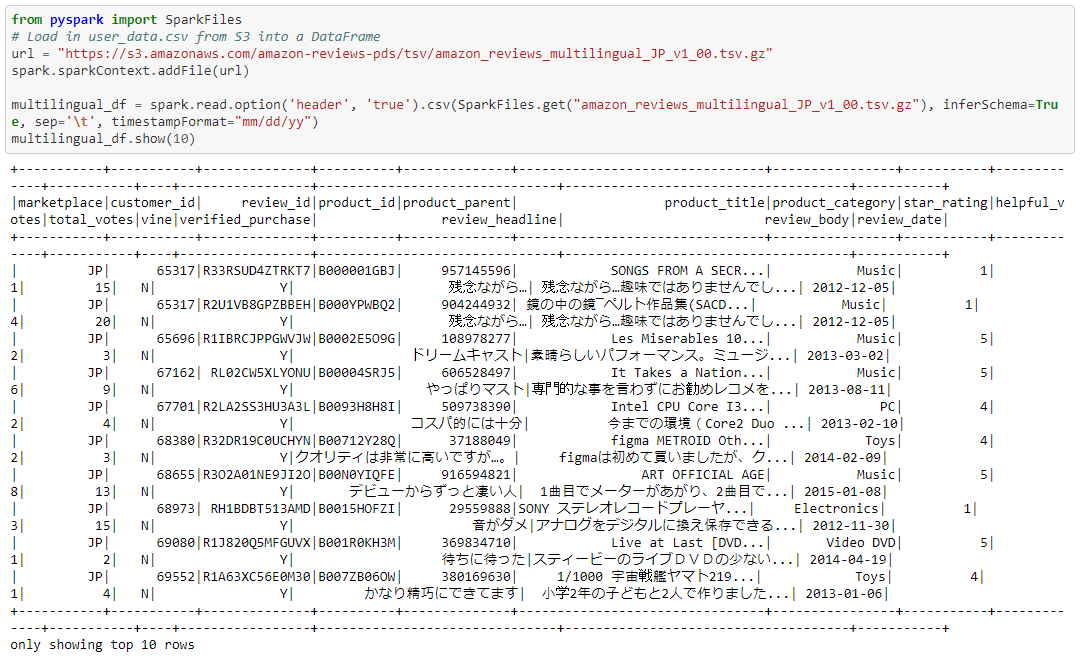 from pyspark import SparkFiles
# Load in user_data.csv from S3 into a DataFrame
url = "https://s3.amazonaws.com/amazon-reviews-pds/tsv/amazon_reviews_multilingual_JP_v1_00.tsv.gz"
spark.sparkContext.addFile(url)

multilingual_df = spark.read.option('header', 'true').csv(SparkFiles.get("amazon_reviews_multilingual_JP_v1_00.tsv.gz"), inferSchema=Tru
e, sep='\t', timestampFormat="mm/dd/yy")
multilingual_df.show(10)
+-----------+-----------+--------------+----------+--------------+--------------------------------+----------------+-----------+---------
----+-----------+----+-----------------+-------------------------------+------------------------------------+-----------+
|marketplace|customer_id|     review_id|product_id|product_parent|                   product_title|product_category|star_rating|helpful_v
otes|total_votes|vine|verified_purchase|                review_headline|                         review_body|review_date|
+-----------+-----------+--------------+----------+--------------+--------------------------------+----------------+-----------+---------
----+-----------+----+-----------------+-------------------------------+------------------------------------+-----------+
|         JP|      65317|R33RSUD4ZTRKT7|B000001GBJ|     957145596|            SONGS FROM A SECR...|           Music|          1|
1|         15|   N|                Y|                    残念ながら…| 残念ながら…趣味ではありませんでし...| 2012-12-05|
|         JP|      65317|R2U1VB8GPZBBEH|B000YPWBQ2|     904244932| 鏡の中の鏡‾ペルト作品集(SACD...|           Music|          1|
4|         20|   N|                Y|                    残念ながら…| 残念ながら…趣味ではありませんでし...| 2012-12-05|
|         JP|      65696|R1IBRCJPPGWVJW|B0002E5O9G|     108978277|            Les Miserables 10...|           Music|          5|
2|          3|   N|                Y|               ドリームキャスト|素晴らしいパフォーマンス。ミュージ...| 2013-03-02|
|         JP|      67162| RL02CW5XLYONU|B00004SRJ5|     606528497|            It Takes a Nation...|           Music|          5|
6|          9|   N|                Y|                 やっぱりマスト|専門的な事を言わずにお勧めレコメを...| 2013-08-11|
|         JP|      67701|R2LA2SS3HU3A3L|B0093H8H8I|     509738390|            Intel CPU Core I3...|              PC|          4|
2|          4|   N|                Y|               コスパ的には十分|         今までの環境（Core2 Duo ...| 2013-02-10|
|         JP|      68380|R32DR19C0UCHYN|B00712Y28Q|      37188049|            figma METROID Oth...|            Toys|          4|
2|          3|   N|                Y|クオリティは非常に高いですが…。|     figmaは初めて買いましたが、ク...| 2014-02-09|
|         JP|      68655|R3O2A01NE9JI2O|B00N0YIQFE|     916594821|                ART OFFICIAL AGE|           Music|          5|
8|         13|   N|                Y|       デビューからずっと凄い人|  1曲目でメーターがあがり、2曲目で...| 2015-01-08|
|         JP|      68973| RH1BDBT513AMD|B0015HOFZI|      29559888|SONY ステレオレコードプレーヤ...|     Electronics|          1|
3|         15|   N|                Y|                       音がダメ|アナログをデジタルに換え保存できる...| 2012-11-30|
|         JP|      69080|R1J820Q5MFGUVX|B001R0KH3M|     369834710|            Live at Last [DVD...|       Video DVD|          5|
1|          2|   N|                Y|                   待ちに待った|スティービーのライブＤＶＤの少ない...| 2014-04-19|
|         JP|      69552|R1A63XC56E0M30|B007ZB06OW|     380169630|     1/1000 宇宙戦艦ヤマト219...|            Toys|          4|
1|          4|   N|                Y|         かなり精巧にできてます|  小学2年の子どもと2人で作りました...| 2013-01-06|
+-----------+-----------+--------------+----------+--------------+--------------------------------+----------------+-----------+---------
----+-----------+----+-----------------+-------------------------------+------------------------------------+-----------+
only showing top 10 rows